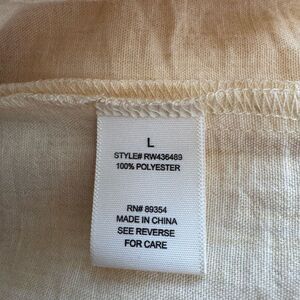 L
STYLE# RW436489
100% POLYESTER
RN# 89354
MADE IN CHINA
SEE REVERSE
FOR CARE